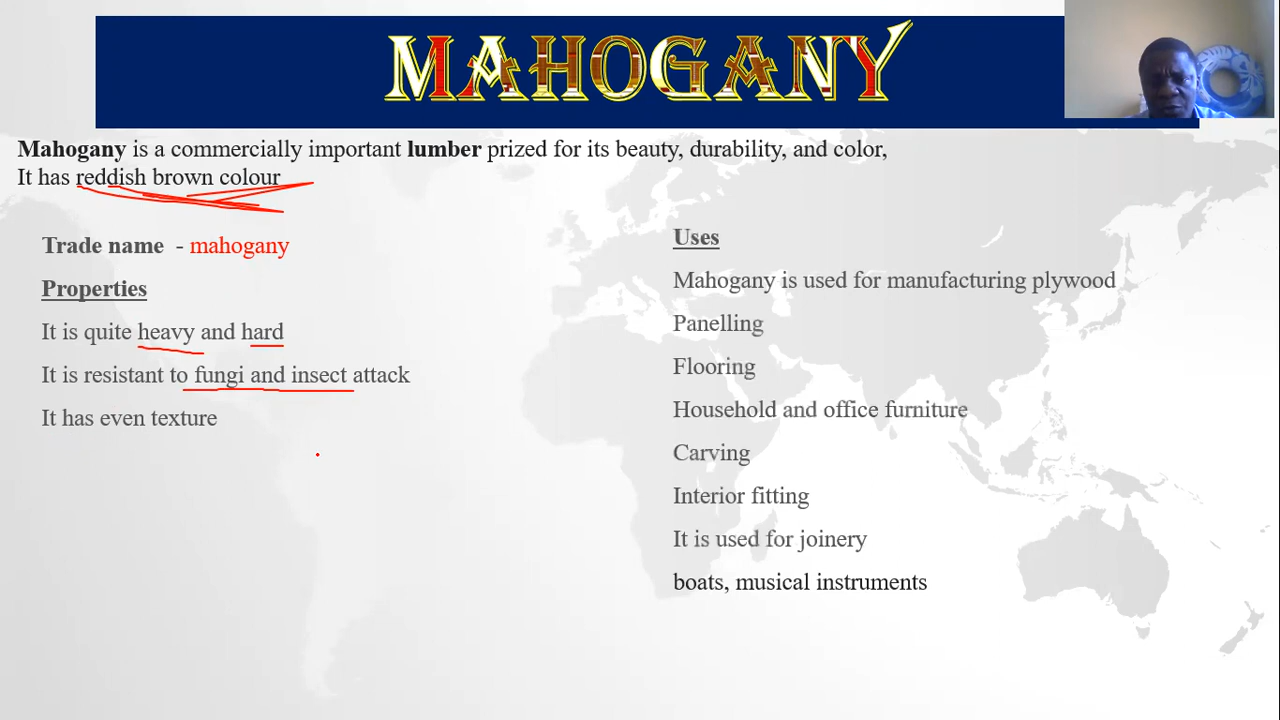 MAHOGANY
Mahogany is a commercially important lumber prized for its beauty, durability, and color,
It has reddish brown colour
Trade name - mahogany
Properties
It is quite heavy and hard
It is resistant to fungi and insect attack
It has even texture
Uses
Mahogany is used for manufacturing plywood
Panelling
Flooring
Household and office furniture
Carving
Interior fitting
It is used for joinery
boats, musical instruments